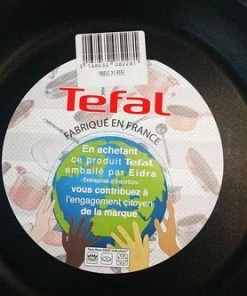 Tefal
FABRIQUÉ EN FRANCE
En achetant
ce produit Tefal
emballé par Eidra
-Entreprise d'insertion-
vous contribuez à
l'engagement citoyen
de la marque